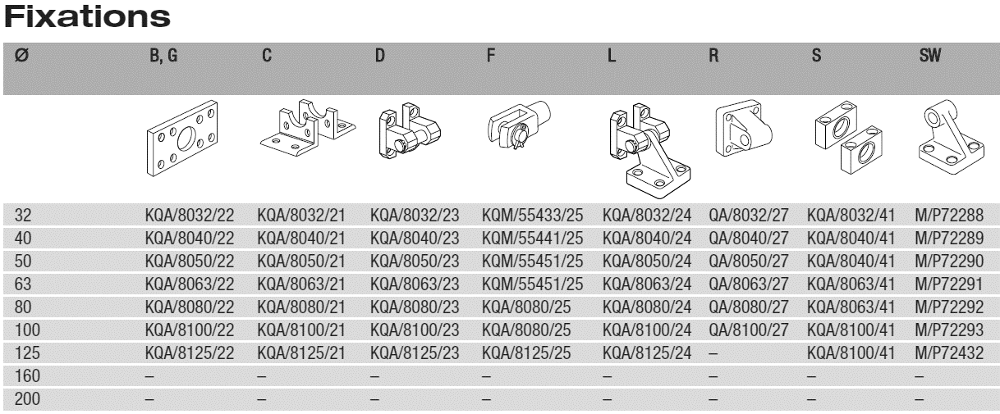 Fixations
Ø B, G C D F L R S SW
32 KQA/8032/22 KQA/8032/21 KQA/8032/23 KQM/55433/25 KQA/8032/24 QA/8032/27 KQA/8032/41 M/P72288
40 KQA/8040/22 KQA/8040/21 KQA/8040/23 KQM/55441/25 KQA/8040/24 QA/8040/27 KQA/8040/41 M/P72289
50 KQA/8050/22 KQA/8050/21 KQA/8050/23 KQM/55451/25 KQA/8050/24 QA/8050/27 KQA/8040/41 M/P72290
63 KQA/8063/22 KQA/8063/21 KQA/8063/23 KQM/55451/25 KQA/8063/24 QA/8063/27 KQA/8063/41 M/P72291
80 KQA/8080/22 KQA/8080/21 KQA/8080/23 KQA/8080/25 KQA/8080/24 QA/8080/27 KQA/8063/41 M/P72292
100 KQA/8100/22 KQA/8100/21 KQA/8100/23 KQA/8080/25 KQA/8100/24 QA/8100/27 KQA/8100/41 M/P72293
125 KQA/8125/22 KQA/8125/21 KQA/8125/23 KQA/8125/25 KQA/8125/24 – KQA/8100/41 M/P72432
160 – – – – – – – –
200 – – – – – – – –